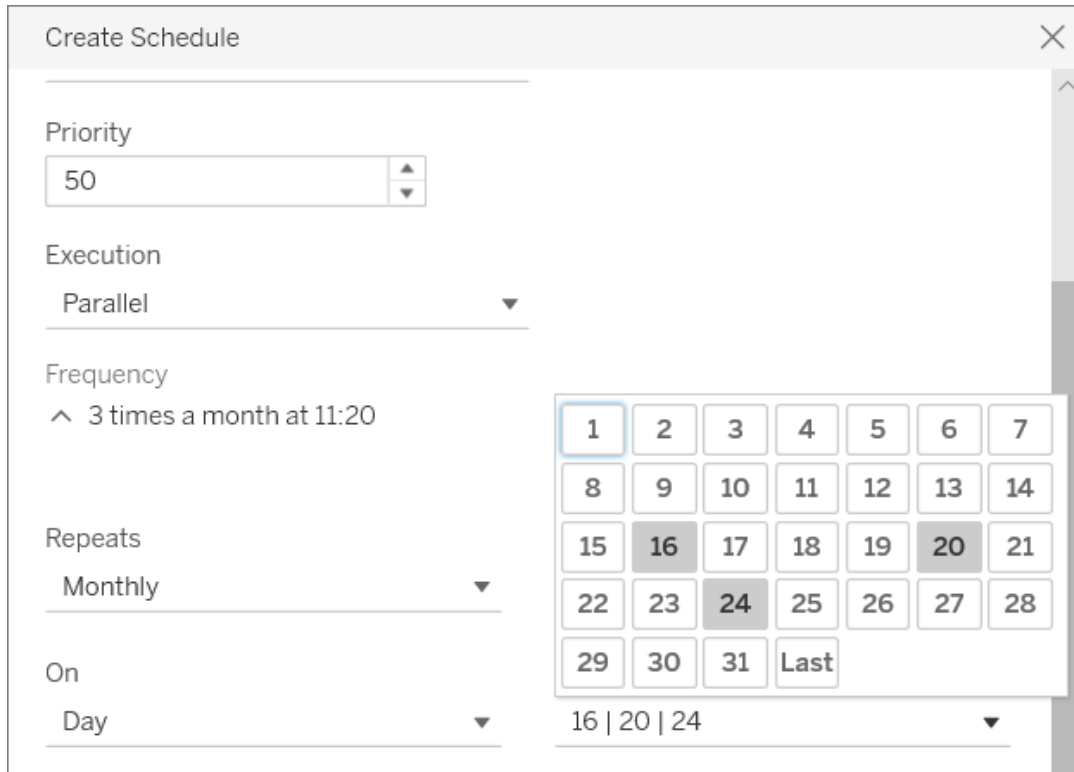 Create Schedule
Priority
50
Execution
Parallel
Frequency
3 times a month at 11:20
1 2 3 4 5 6 7
8 9 10 11 12 13 14
15 16 17 18 19 20 21
22 23 24 25 26 27 28
29 30 31 Last
Repeats
Monthly
On
Day
16 | 20 | 24